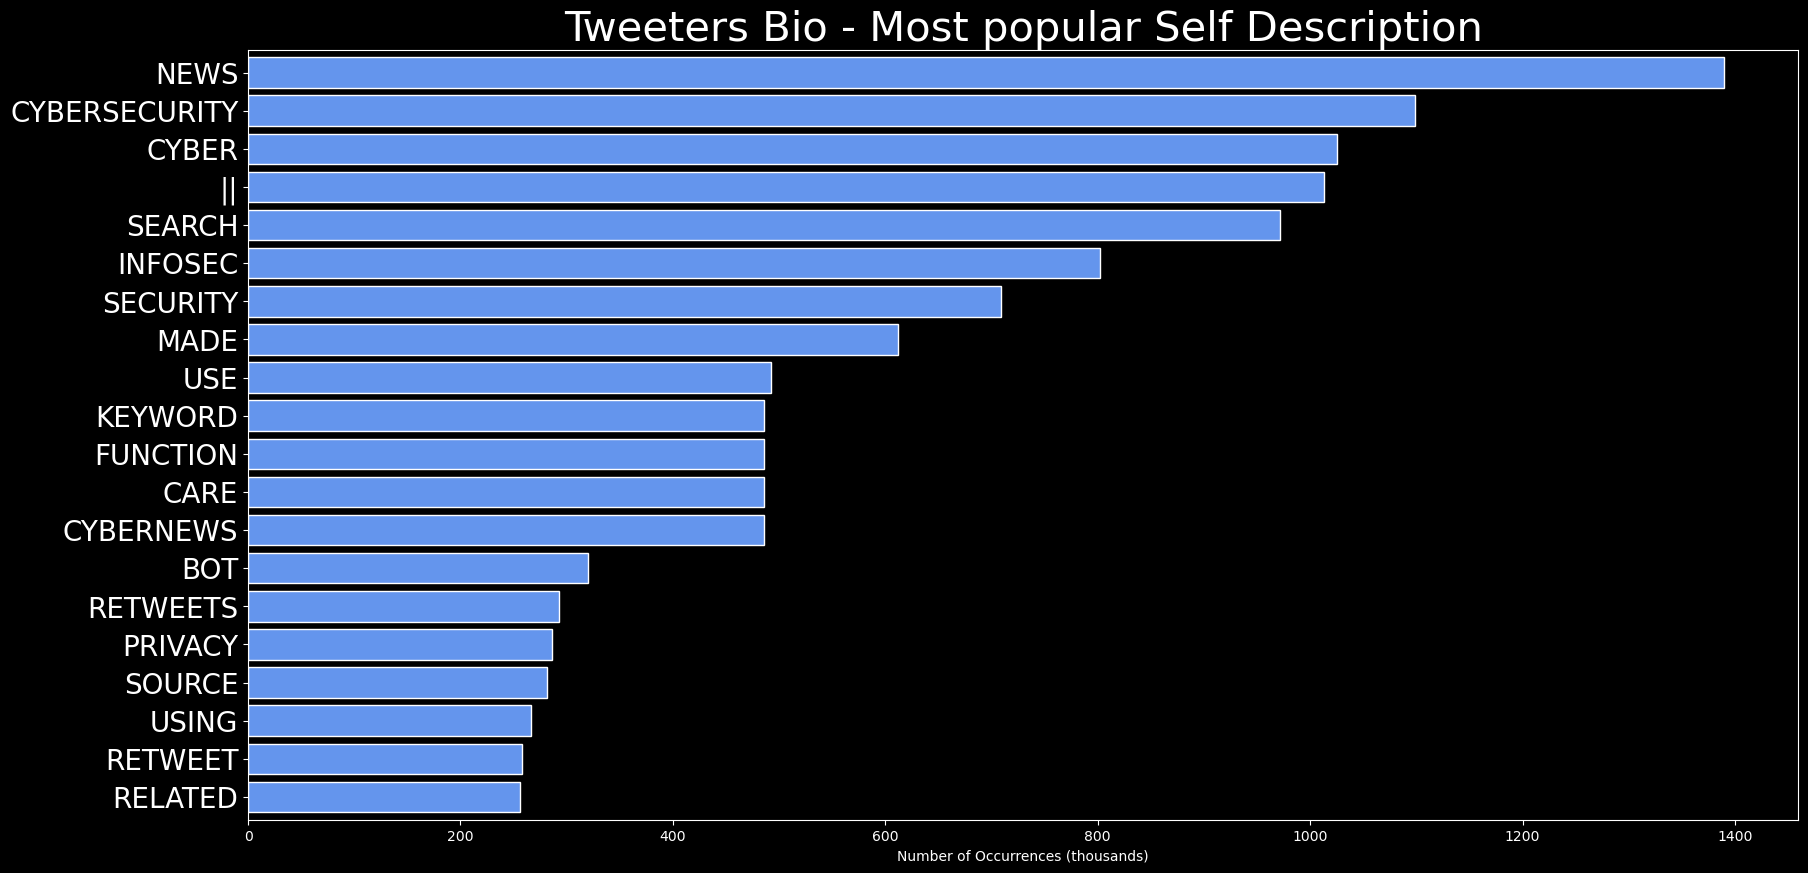 Tweeters Bio - Most popular Self Description
NEWS
CYBERSECURITY
CYBER
||
SEARCH
INFOSEC
SECURITY
MADE
USE
KEYWORD
FUNCTION
CARE
CYBERNEWS
BOT
RETWEETS
PRIVACY
SOURCE
USING
RETWEET
RELATED
0 200 400 600 800 1000 1200 1400
Number of Occurrences (thousands)